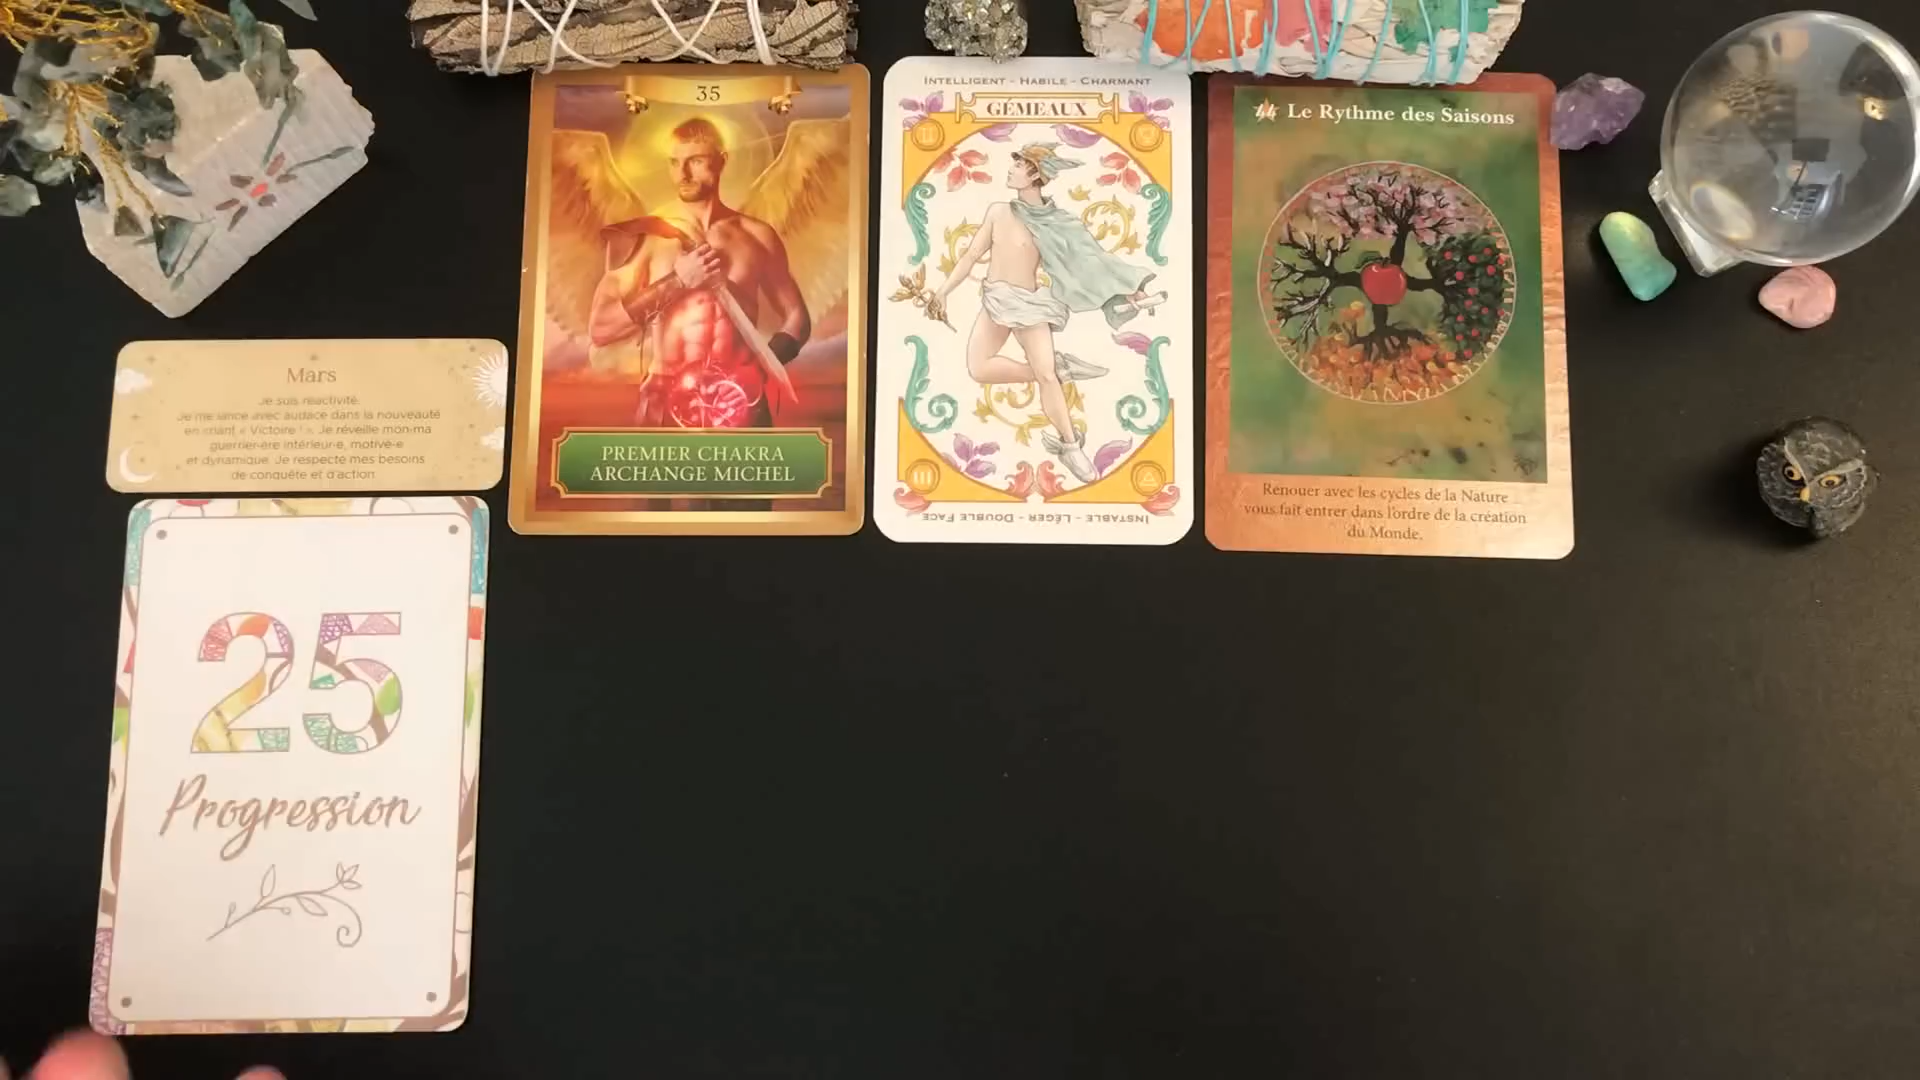 35
PREMIER CHAKRA
ARCHANGE MICHEL
INTELLIGENT - HABILE - CHARMANT
GÉMEAUX
III
INSTABLE - LÉGER - DOUBLE FACE
44 Le Rythme des Saisons
Renouer avec les cycles de la Nature
vous fait entrer dans l'ordre de la création
du Monde.
Mars
Je suis réactivité.
Je me lance avec audace dans la nouveauté
en criant « Victoire ! ». Je réveille mon·ma
guerrier·ère intérieur·e, motivé·e
et dynamique. Je respecte mes besoins
de conquête et d'action.
25
Progression